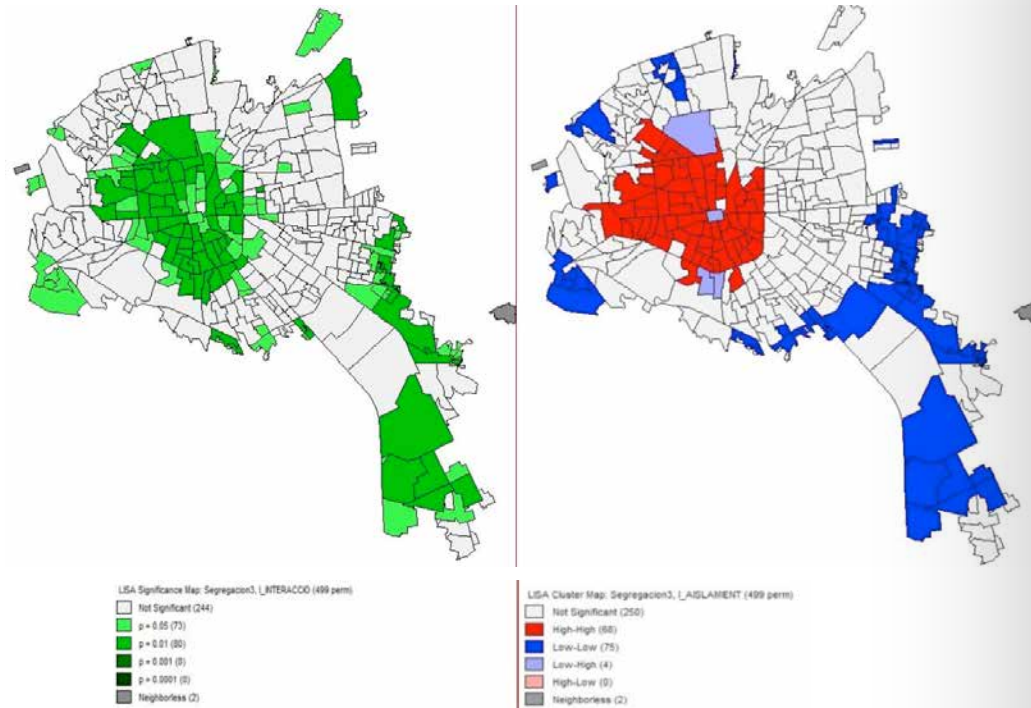 LISA Significance Map: Segregacion3, I_INTERACCIO (499 perm)
Not Significant (244)
p = 0.05 (73)
p = 0.01 (80)
p = 0.001 (0)
p = 0.0001 (0)
Neighborless (2)
LISA Cluster Map: Segregacion3, I_AISLAMENT (499 perm)
Not Significant (250)
High-High (68)
Low-Low (75)
Low-High (4)
High-Low (0)
Neighborless (2)